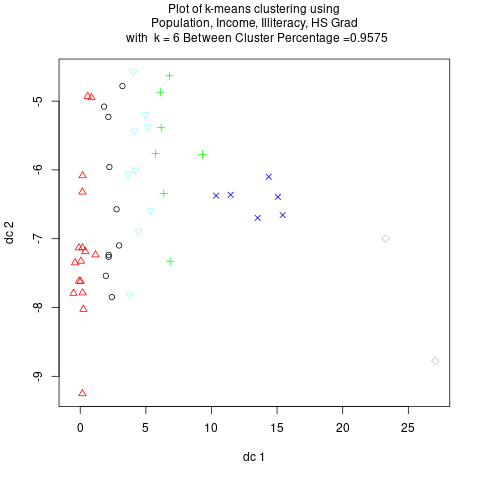 Plot of k-means clustering using
Population, Income, Illiteracy, HS Grad
with k = 6 Between Cluster Percentage =0.9575
-5
-6
-7
-8
-9
dc 2
0 5 10 15 20 25
dc 1